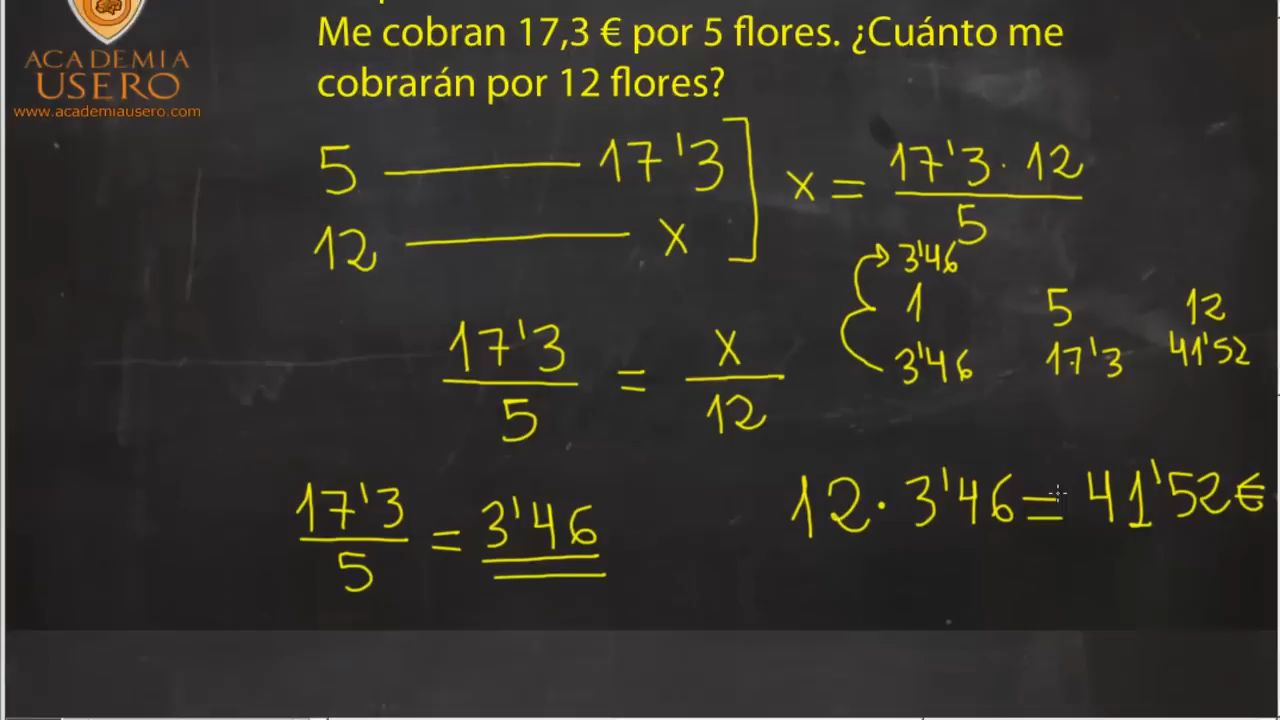 ACADEMIA
USERO
www.academiausero.com
Me cobran 17,3 € por 5 flores. ¿Cuánto me
cobrarán por 12 flores?
5 — 17'3
12 — x
x = 17'3 · 12 / 5
3'46
1 5 12
3'46 17'3 41'52
17'3 / 5 = x / 12
17'3 / 5 = 3'46
12 · 3'46 = 41'52 €